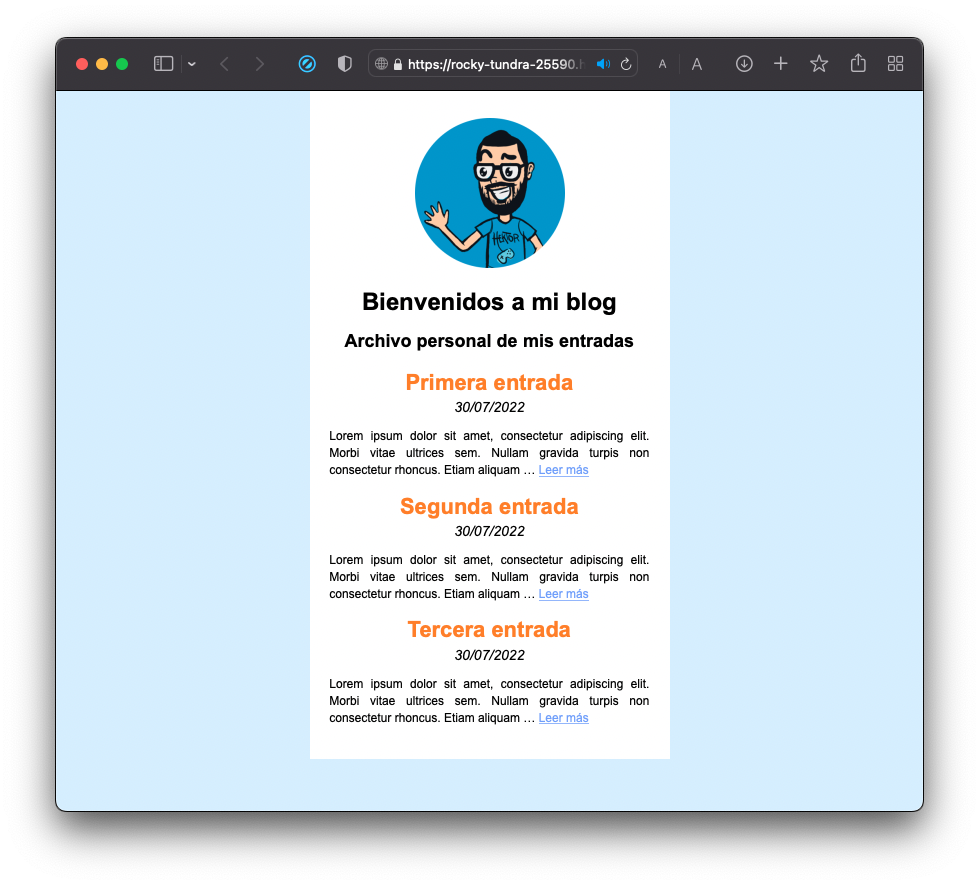 https://rocky-tundra-25590.h
A A
HEKTOR
Bienvenidos a mi blog
Archivo personal de mis entradas
Primera entrada
30/07/2022
Lorem ipsum dolor sit amet, consectetur adipiscing elit.
Morbi vitae ultrices sem. Nullam gravida turpis non
consectetur rhoncus. Etiam aliquam … Leer más
Segunda entrada
30/07/2022
Lorem ipsum dolor sit amet, consectetur adipiscing elit.
Morbi vitae ultrices sem. Nullam gravida turpis non
consectetur rhoncus. Etiam aliquam … Leer más
Tercera entrada
30/07/2022
Lorem ipsum dolor sit amet, consectetur adipiscing elit.
Morbi vitae ultrices sem. Nullam gravida turpis non
consectetur rhoncus. Etiam aliquam … Leer más